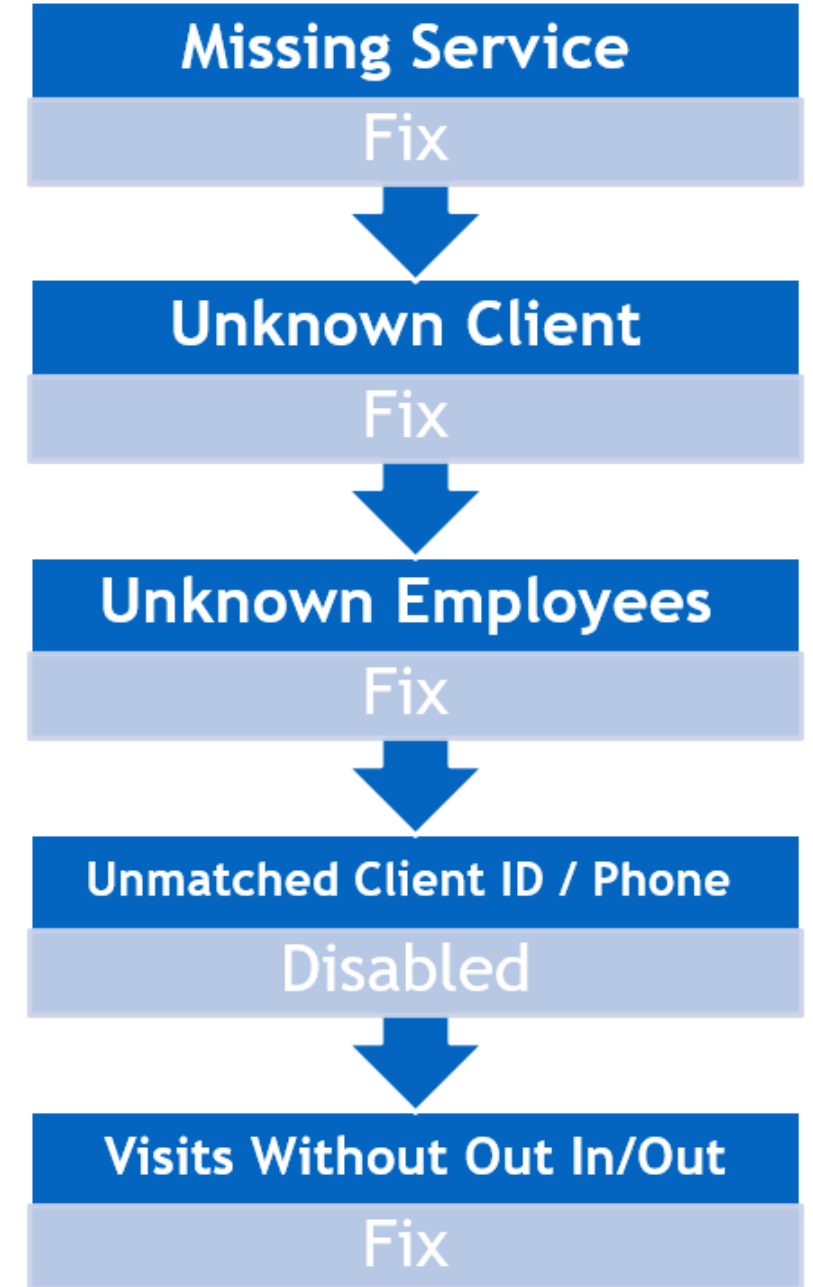 Missing Service
Fix
Unknown Client
Fix
Unknown Employees
Fix
Unmatched Client ID / Phone
Disabled
Visits Without Out In/Out
Fix